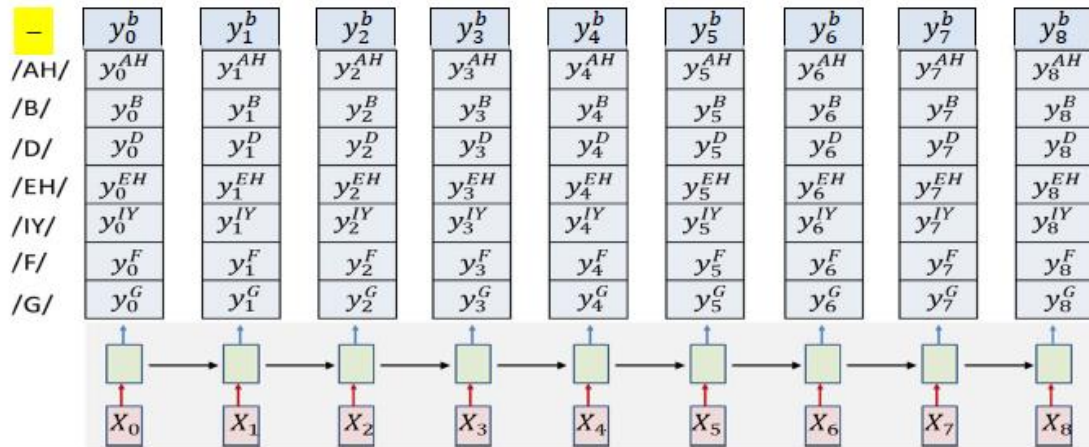 – y_0^b y_1^b y_2^b y_3^b y_4^b y_5^b y_6^b y_7^b y_8^b
/AH/ y_0^{AH} y_1^{AH} y_2^{AH} y_3^{AH} y_4^{AH} y_5^{AH} y_6^{AH} y_7^{AH} y_8^{AH}
/B/ y_0^B y_1^B y_2^B y_3^B y_4^B y_5^B y_6^B y_7^B y_8^B
/D/ y_0^D y_1^D y_2^D y_3^D y_4^D y_5^D y_6^D y_7^D y_8^D
/EH/ y_0^{EH} y_1^{EH} y_2^{EH} y_3^{EH} y_4^{EH} y_5^{EH} y_6^{EH} y_7^{EH} y_8^{EH}
/IY/ y_0^{IY} y_1^{IY} y_2^{IY} y_3^{IY} y_4^{IY} y_5^{IY} y_6^{IY} y_7^{IY} y_8^{IY}
/F/ y_0^F y_1^F y_2^F y_3^F y_4^F y_5^F y_6^F y_7^F y_8^F
/G/ y_0^G y_1^G y_2^G y_3^G y_4^G y_5^G y_6^G y_7^G y_8^G
X_0 X_1 X_2 X_3 X_4 X_5 X_6 X_7 X_8